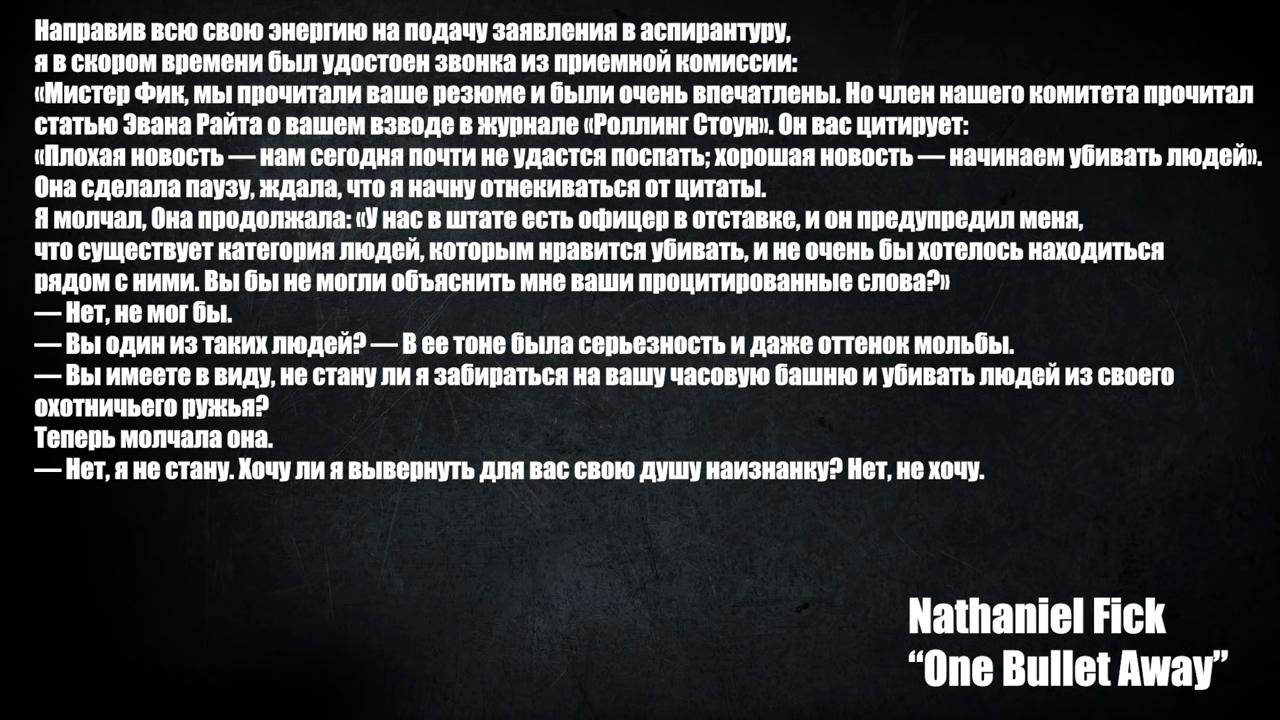 Направив всю свою энергию на подачу заявления в аспирантуру,
я в скором времени был удостоен звонка из приемной комиссии:
«Мистер Фик, мы прочитали ваше резюме и были очень впечатлены. Но член нашего комитета прочитал
статью Эвана Райта о вашем взводе в журнале «Роллинг Стоун». Он вас цитирует:
«Плохая новость — нам сегодня почти не удастся поспать; хорошая новость — начинаем убивать людей».
Она сделала паузу, ждала, что я начну отнекиваться от цитаты.
Я молчал, Она продолжала: «У нас в штате есть офицер в отставке, и он предупредил меня,
что существует категория людей, которым нравится убивать, и не очень бы хотелось находиться
рядом с ними. Вы бы не могли объяснить мне ваши процитированные слова?»
— Нет, не мог бы.
— Вы один из таких людей? — В ее тоне была серьезность и даже оттенок мольбы.
— Вы имеете в виду, не стану ли я забираться на вашу часовую башню и убивать людей из своего
охотничьего ружья?
Теперь молчала она.
— Нет, я не стану. Хочу ли я вывернуть для вас свою душу наизнанку? Нет, не хочу.
Nathaniel Fick
“One Bullet Away”